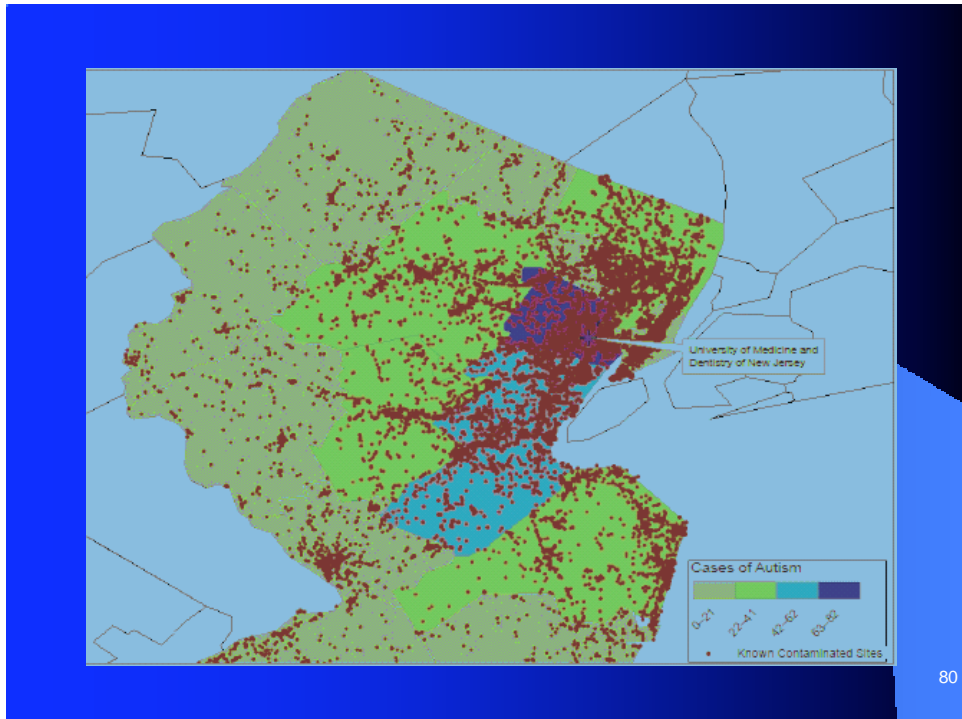 University of Medicine and
Dentistry of New Jersey
Cases of Autism
0–21
22–41
42–62
63–82
Known Contaminated Sites
80